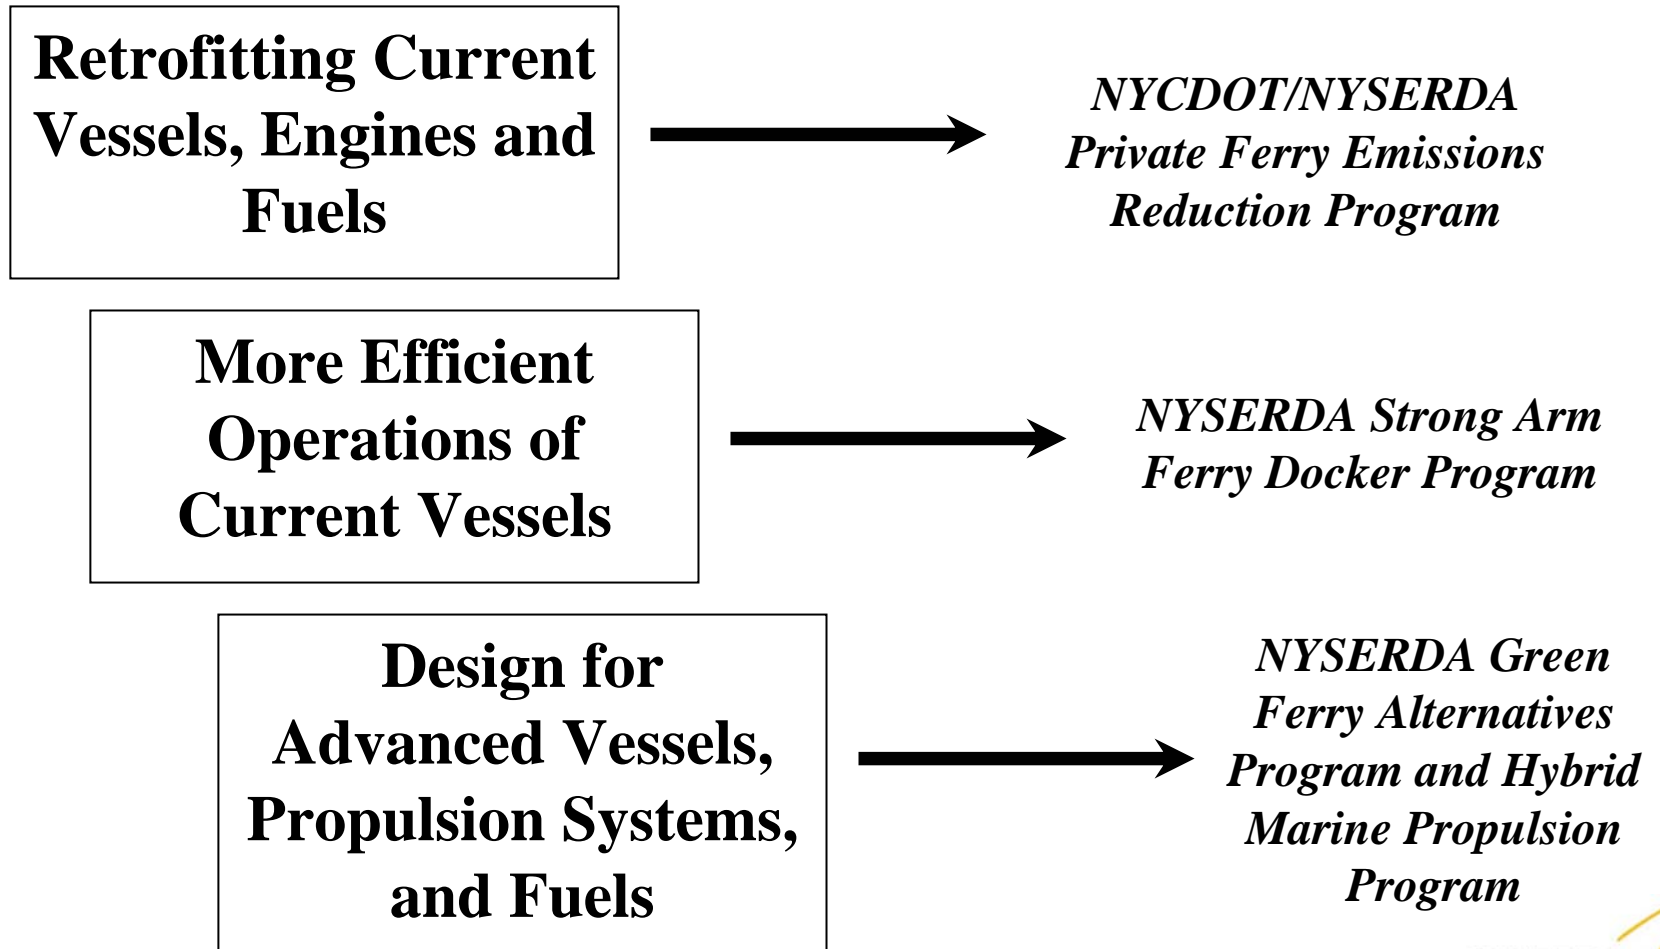 Retrofitting Current
Vessels, Engines and
Fuels
NYCDOT/NYSERDA
Private Ferry Emissions
Reduction Program
More Efficient
Operations of
Current Vessels
NYSERDA Strong Arm
Ferry Docker Program
Design for
Advanced Vessels,
Propulsion Systems,
and Fuels
NYSERDA Green
Ferry Alternatives
Program and Hybrid
Marine Propulsion
Program